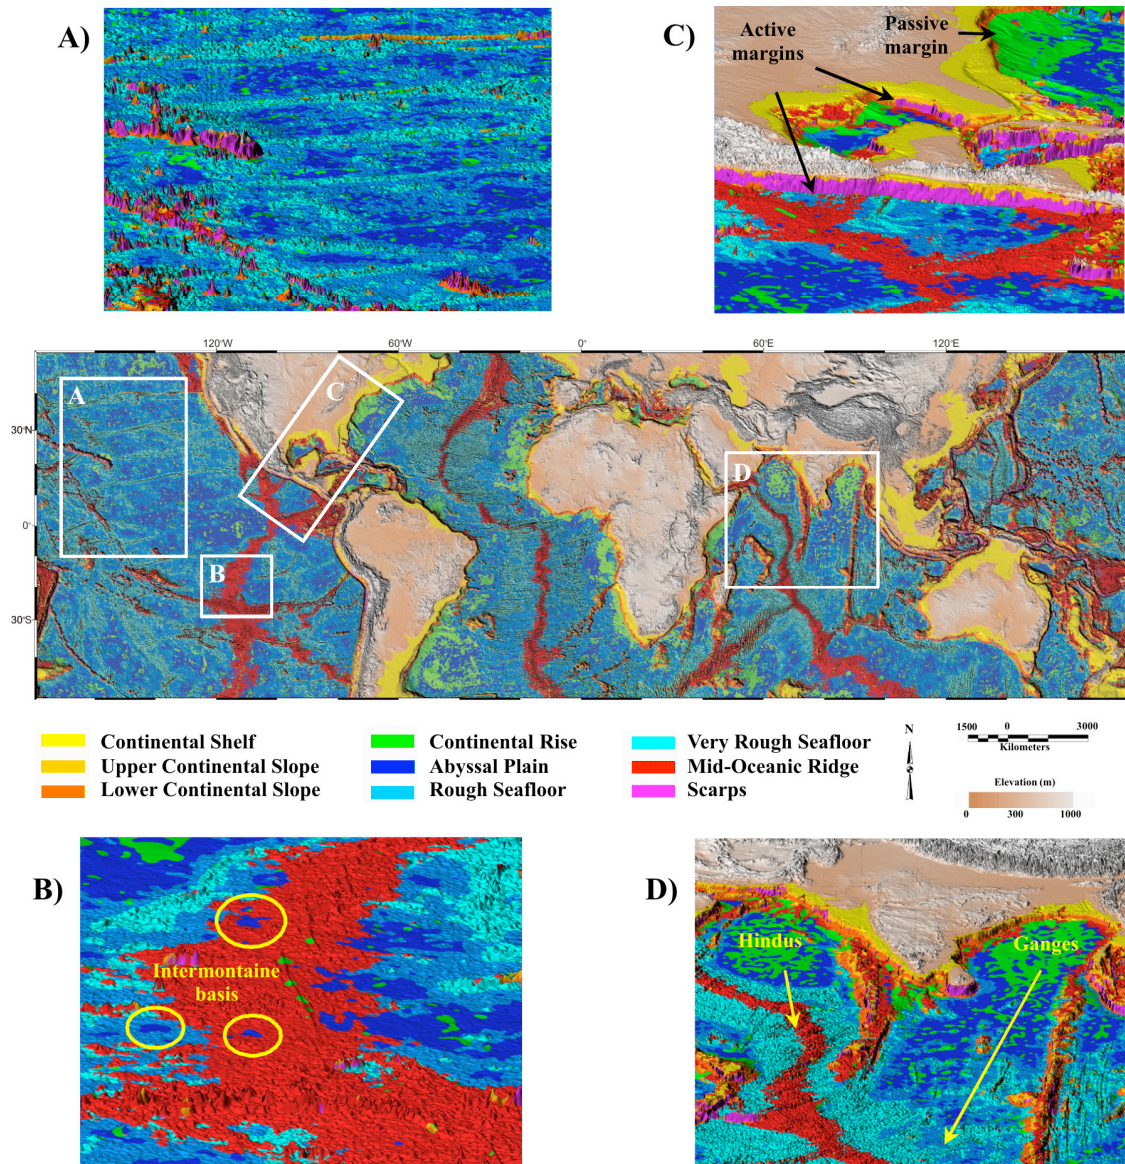 A)
C)
Active
margins
Passive
margin
120°W
60°W
0°
60°E
120°E
30°N
0°
30°S
A
B
C
D
Continental Shelf
Upper Continental Slope
Lower Continental Slope
Continental Rise
Abyssal Plain
Rough Seafloor
Very Rough Seafloor
Mid-Oceanic Ridge
Scarps
N
1500 0 3000
Kilometers
Elevation (m)
0 300 1000
B)
Intermontaine
basis
D)
Hindus
Ganges